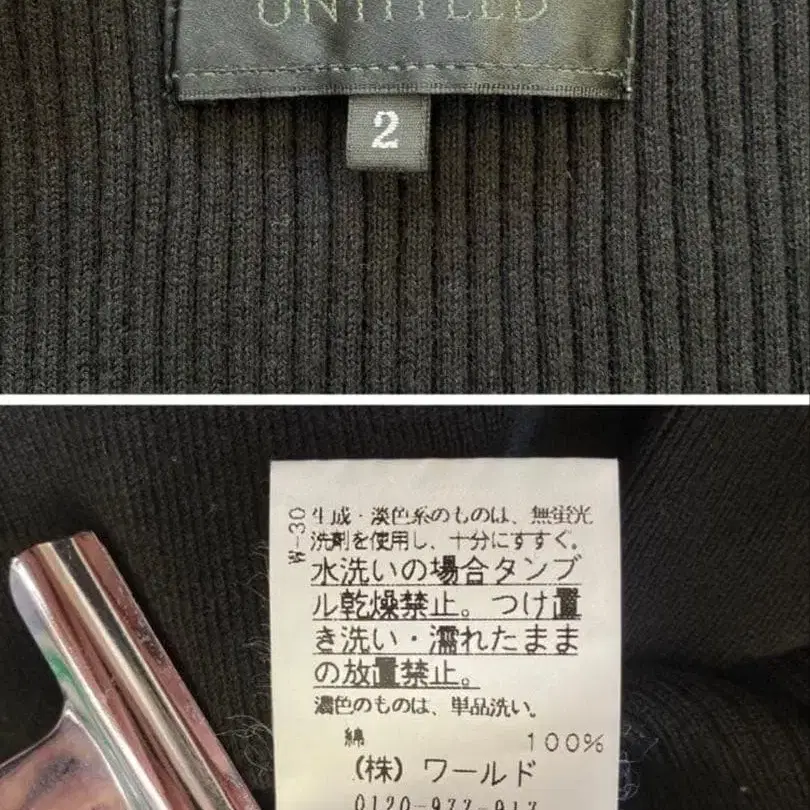 UNTITLED
2
W-30
生成・淡色系のものは、無蛍光
洗剤を使用し、十分にすすぐ。
水洗いの場合タンブ
ル乾燥禁止。つけ置
き洗い・濡れたまま
の放置禁止。
濃色のものは、単品洗い。
綿 100%
(株) ワールド